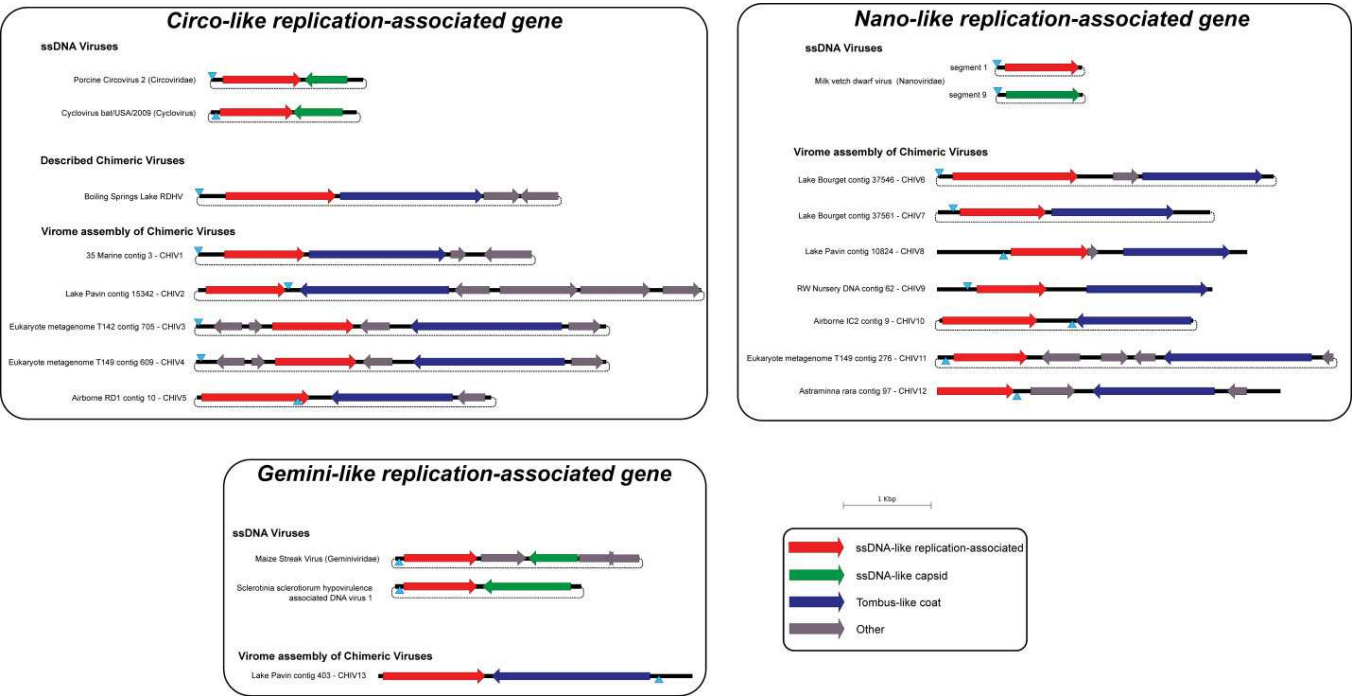 Circo-like replication-associated gene
ssDNA Viruses
Porcine Circovirus 2 (Circoviridae)
Cyclovirus bat/USA/2009 (Cyclovirus)
Described Chimeric Viruses
Boiling Springs Lake RDHV
Virome assembly of Chimeric Viruses
35 Marine contig 3 - CHIV1
Lake Pavin contig 15342 - CHIV2
Eukaryote metagenome T142 contig 705 - CHIV3
Eukaryote metagenome T149 contig 609 - CHIV4
Airborne RD1 contig 10 - CHIV5
Nano-like replication-associated gene
ssDNA Viruses
segment 1
Milk vetch dwarf virus (Nanoviridae)
segment 9
Virome assembly of Chimeric Viruses
Lake Bourget contig 37546 - CHIV6
Lake Bourget contig 37561 - CHIV7
Lake Pavin contig 10824 - CHIV8
RW Nursery DNA contig 62 - CHIV9
Airborne IC2 contig 9 - CHIV10
Eukaryote metagenome T149 contig 276 - CHIV11
Astraminna rara contig 97 - CHIV12
Gemini-like replication-associated gene
ssDNA Viruses
Maize Streak Virus (Geminiviridae)
Sclerotinia sclerotiorum hypovirulence
associated DNA virus 1
Virome assembly of Chimeric Viruses
Lake Pavin contig 403 - CHIV13
1 Kbp
ssDNA-like replication-associated
ssDNA-like capsid
Tombus-like coat
Other